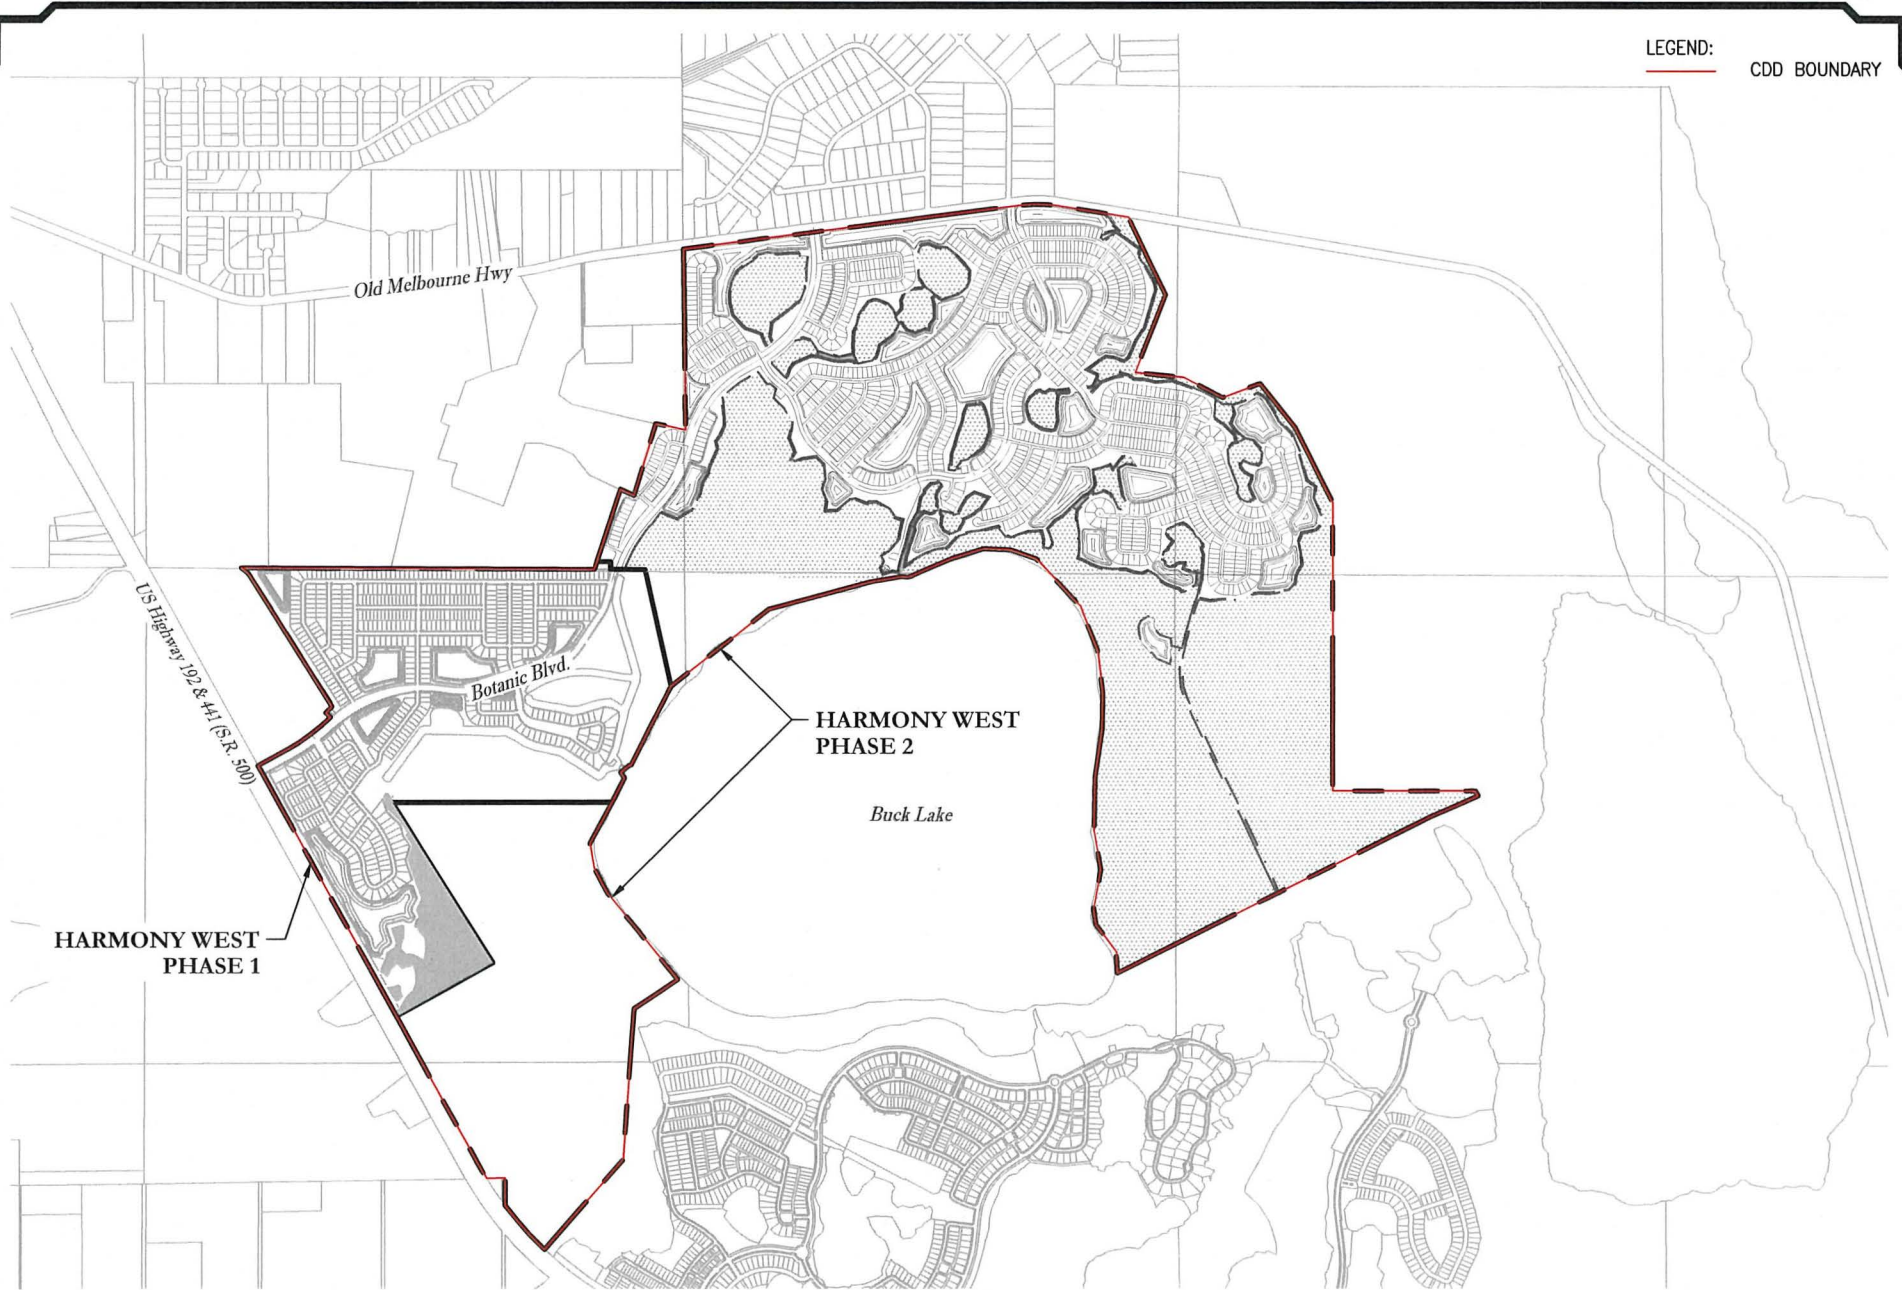 LEGEND:
CDD BOUNDARY
Old Melbourne Hwy
US Highway 192 & 441 (S.R. 500)
Botanic Blvd.
HARMONY WEST
PHASE 2
Buck Lake
HARMONY WEST
PHASE 1